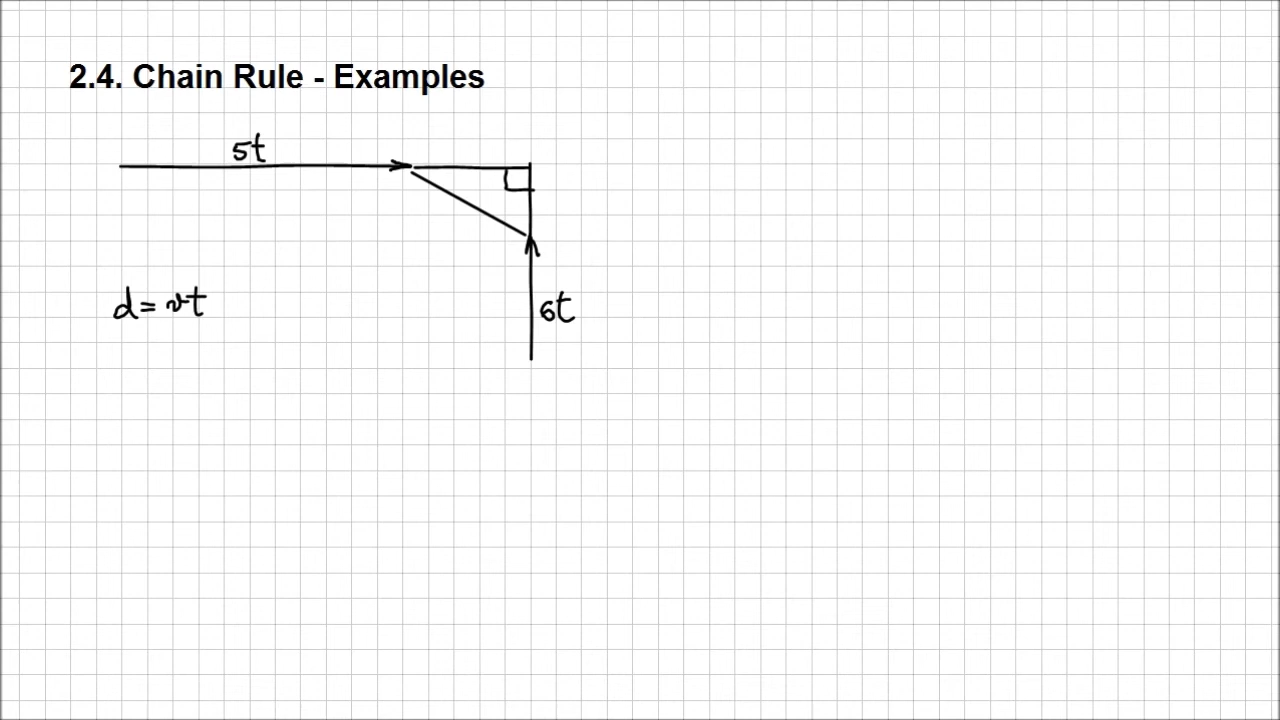 2.4. Chain Rule - Examples
5t
d = vt
6t